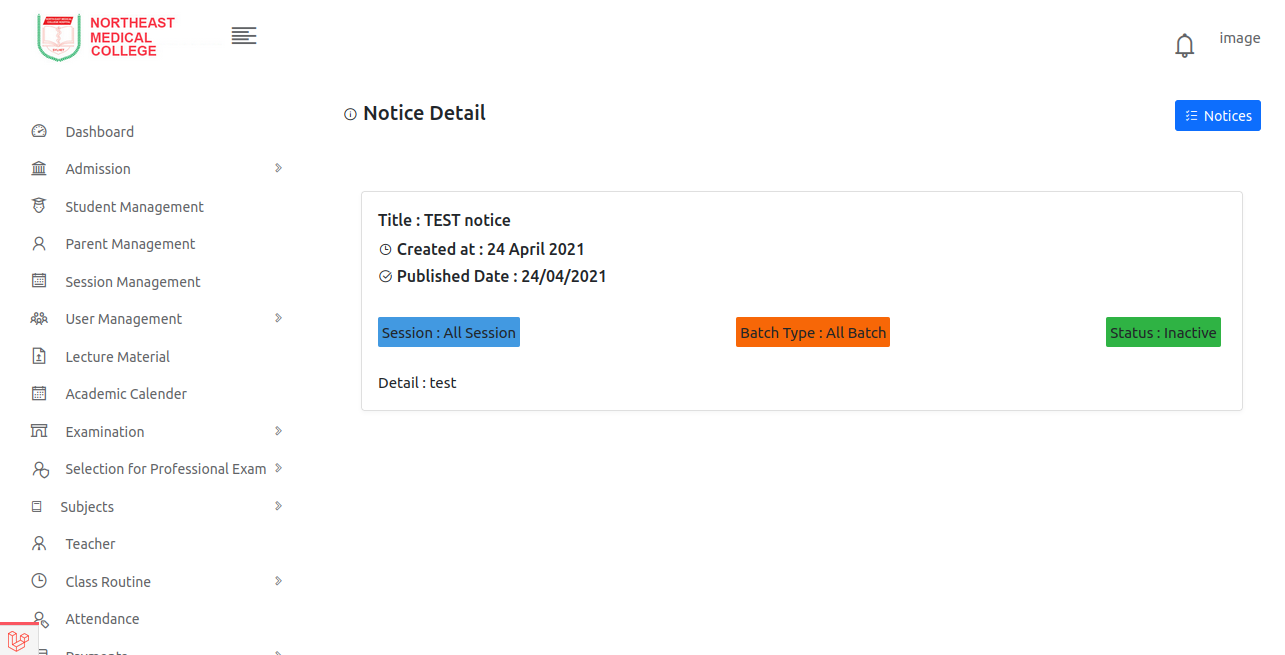 NORTHEAST
MEDICAL
COLLEGE
image
Notice Detail
Notices
Dashboard
Admission
Student Management
Parent Management
Session Management
User Management
Lecture Material
Academic Calender
Examination
Selection for Professional Exam
Subjects
Teacher
Class Routine
Attendance
Payments
Title : TEST notice
Created at : 24 April 2021
Published Date : 24/04/2021
Session : All Session
Batch Type : All Batch
Status : Inactive
Detail : test